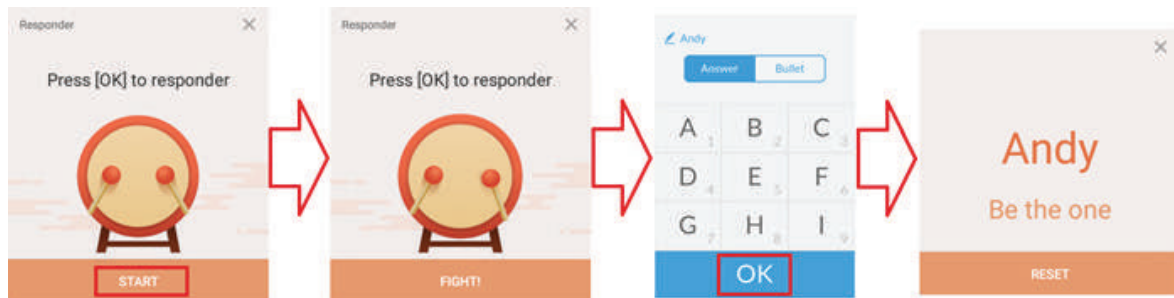 Responder
Press [OK] to responder
START
Responder
Press [OK] to responder
FIGHT!
Andy
Answer Bullet
A 1 B 2 C 3
D 4 E 5 F 6
G 7 H 8 I 9
OK
Andy
Be the one
RESET